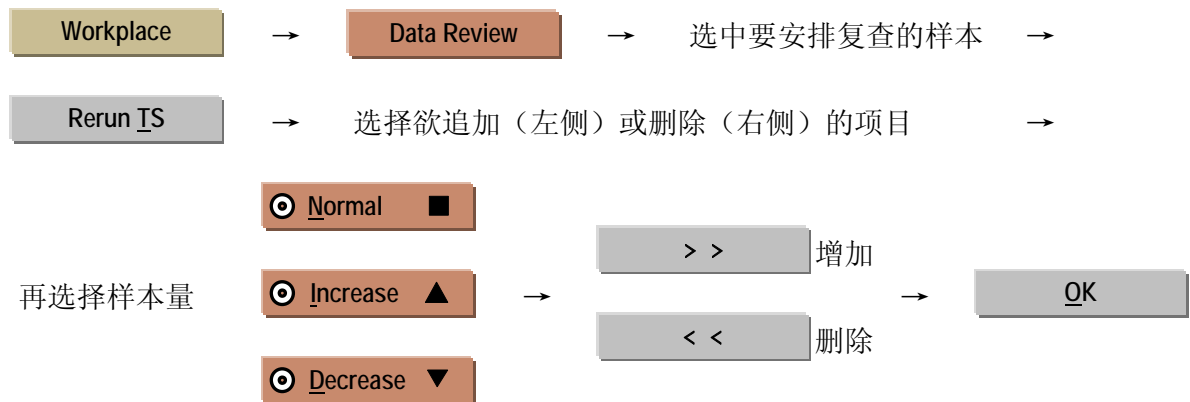 Workplace → Data Review → 选中要安排复查的样本 →
Rerun TS → 选择欲追加（左侧）或删除（右侧）的项目 →
Normal ■
> > 增加
再选择样本量 Increase ▲ → → OK
< < 删除
Decrease ▼